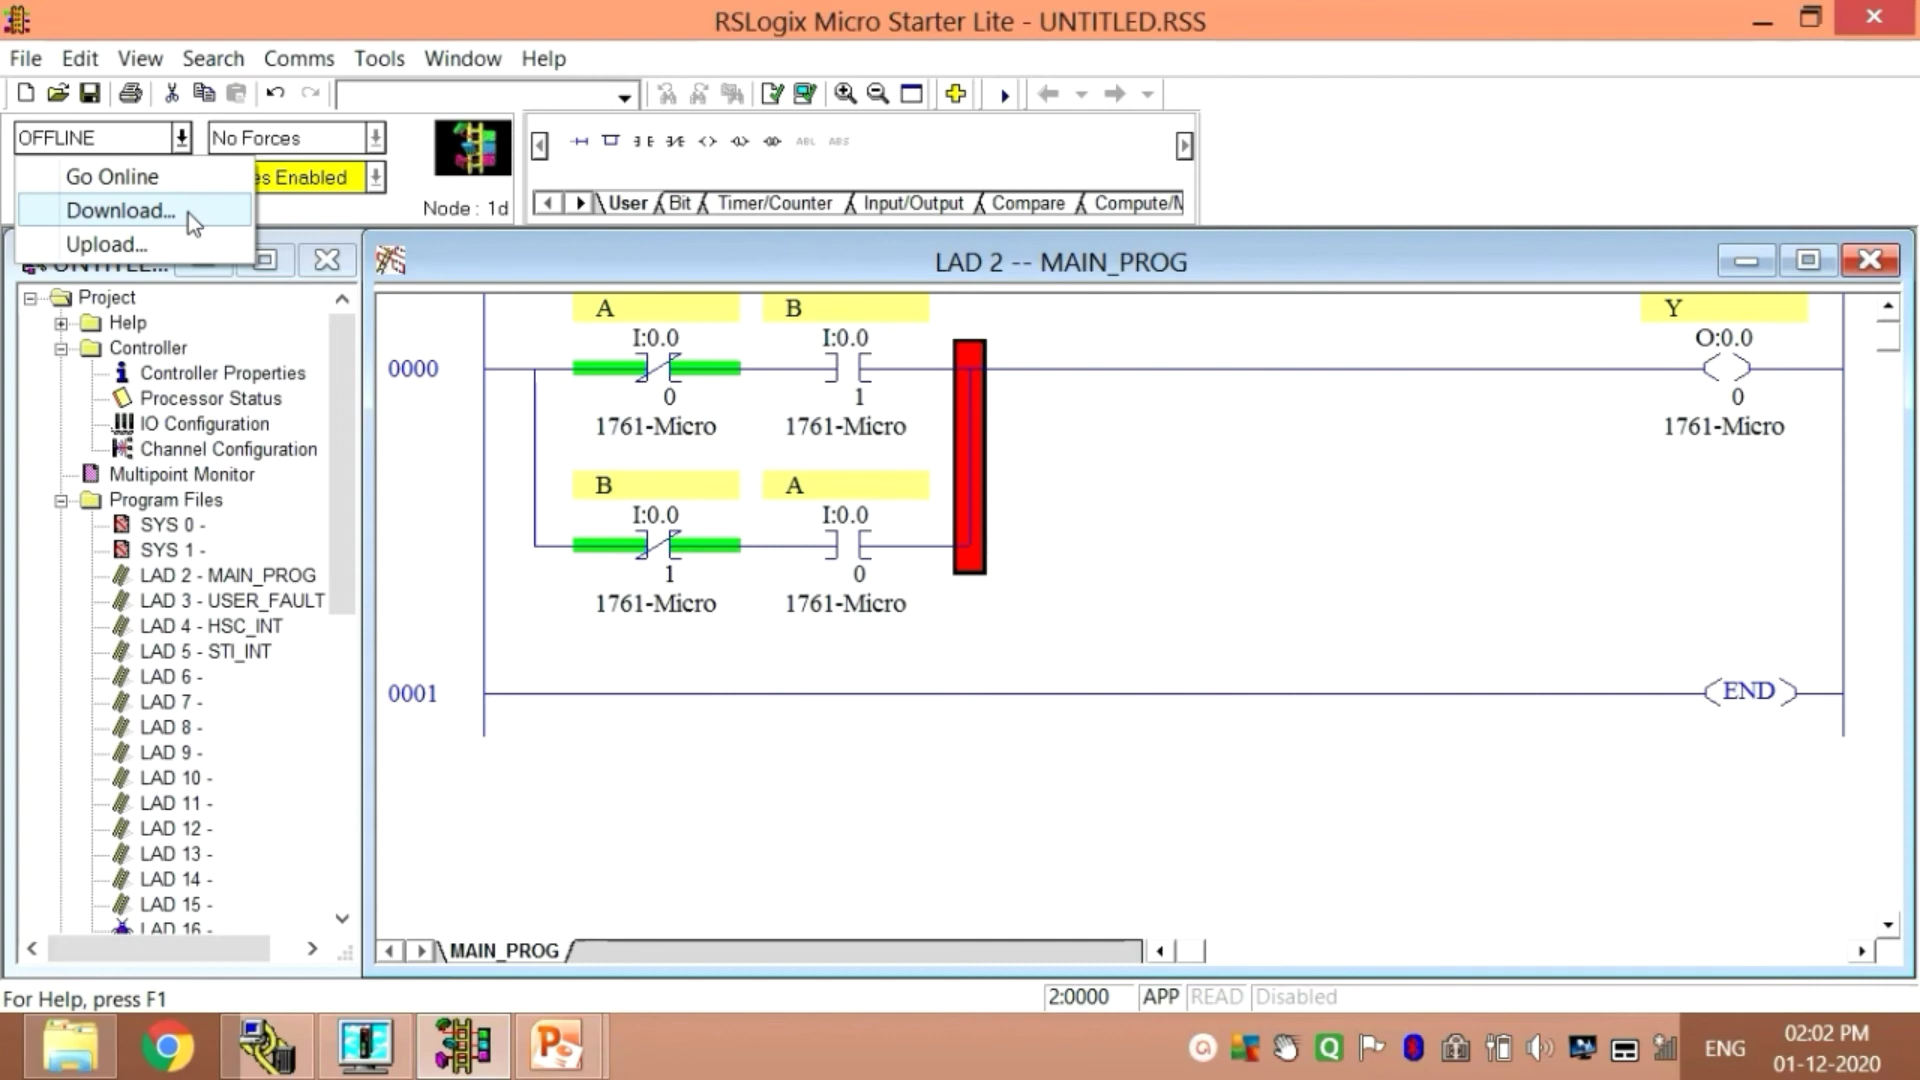 RSLogix Micro Starter Lite - UNTITLED.RSS
File Edit View Search Comms Tools Window Help
OFFLINE No Forces
Go Online
es Enabled
Download...
Node : 1d
User Bit Timer/Counter Input/Output Compare Compute/M
Upload...
UNTITLE...
LAD 2 -- MAIN_PROG
Project
Help
Controller
Controller Properties
Processor Status
IO Configuration
Channel Configuration
Multipoint Monitor
Program Files
SYS 0 -
SYS 1 -
LAD 2 - MAIN_PROG
LAD 3 - USER_FAULT
LAD 4 - HSC_INT
LAD 5 - STI_INT
LAD 6 -
LAD 7 -
LAD 8 -
LAD 9 -
LAD 10 -
LAD 11 -
LAD 12 -
LAD 13 -
LAD 14 -
LAD 15 -
LAD 16 -
A B Y
I:0.0 I:0.0 O:0.0
0000
0 1 0
1761-Micro 1761-Micro 1761-Micro
B A
I:0.0 I:0.0
1 0
1761-Micro 1761-Micro
0001 END
MAIN_PROG
For Help, press F1
2:0000 APP READ Disabled
ENG
02:02 PM
01-12-2020